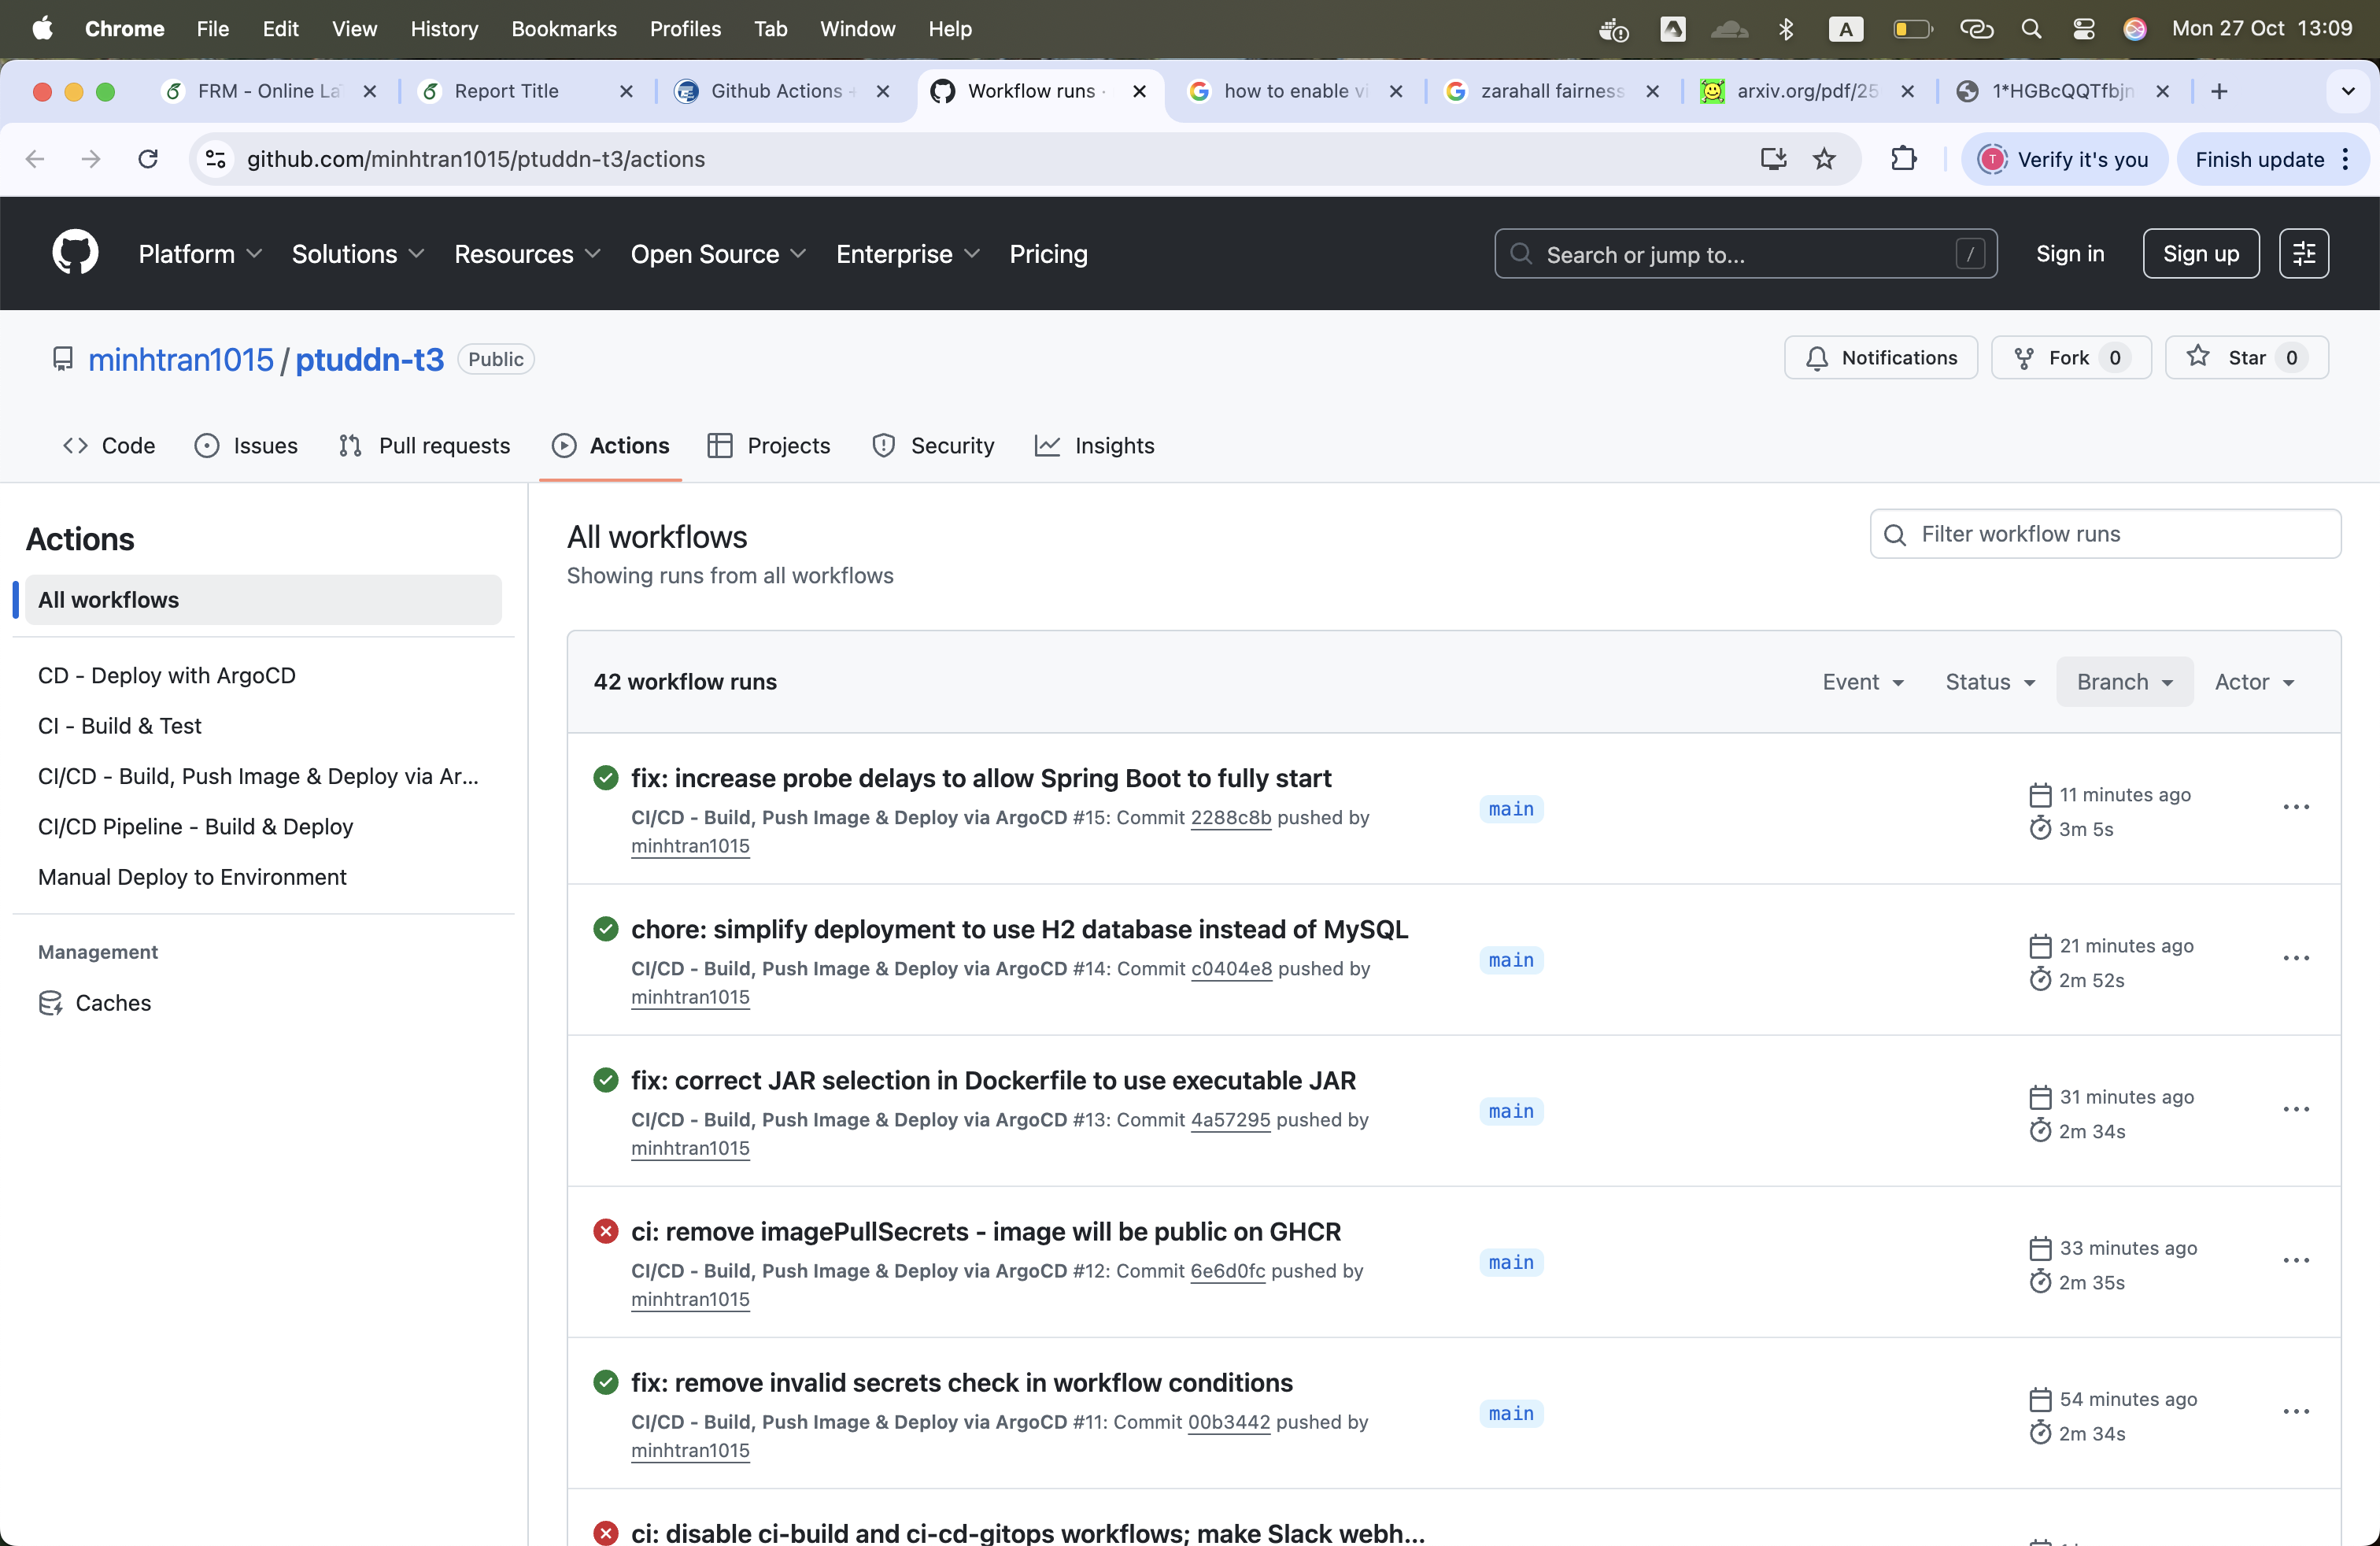 Chrome File Edit View History Bookmarks Profiles Tab Window Help A Mon 27 Oct 13:09
FRM - Online La Report Title Github Actions Workflow runs · how to enable vi zarahall fairness arxiv.org/pdf/25 1*HGBcQQTfbjn
github.com/minhtran1015/ptuddn-t3/actions T Verify it's you Finish update
Platform Solutions Resources Open Source Enterprise Pricing Search or jump to... / Sign in Sign up
minhtran1015 / ptuddn-t3 Public Notifications Fork 0 Star 0
Code Issues Pull requests Actions Projects Security Insights
Actions
All workflows
CD - Deploy with ArgoCD
CI - Build & Test
CI/CD - Build, Push Image & Deploy via Ar...
CI/CD Pipeline - Build & Deploy
Manual Deploy to Environment
Management
Caches
All workflows
Showing runs from all workflows
Filter workflow runs
42 workflow runs Event Status Branch Actor
fix: increase probe delays to allow Spring Boot to fully start
CI/CD - Build, Push Image & Deploy via ArgoCD #15: Commit 2288c8b pushed by
minhtran1015
main
11 minutes ago
3m 5s
chore: simplify deployment to use H2 database instead of MySQL
CI/CD - Build, Push Image & Deploy via ArgoCD #14: Commit c0404e8 pushed by
minhtran1015
main
21 minutes ago
2m 52s
fix: correct JAR selection in Dockerfile to use executable JAR
CI/CD - Build, Push Image & Deploy via ArgoCD #13: Commit 4a57295 pushed by
minhtran1015
main
31 minutes ago
2m 34s
ci: remove imagePullSecrets - image will be public on GHCR
CI/CD - Build, Push Image & Deploy via ArgoCD #12: Commit 6e6d0fc pushed by
minhtran1015
main
33 minutes ago
2m 35s
fix: remove invalid secrets check in workflow conditions
CI/CD - Build, Push Image & Deploy via ArgoCD #11: Commit 00b3442 pushed by
minhtran1015
main
54 minutes ago
2m 34s
ci: disable ci-build and ci-cd-gitops workflows; make Slack webh...